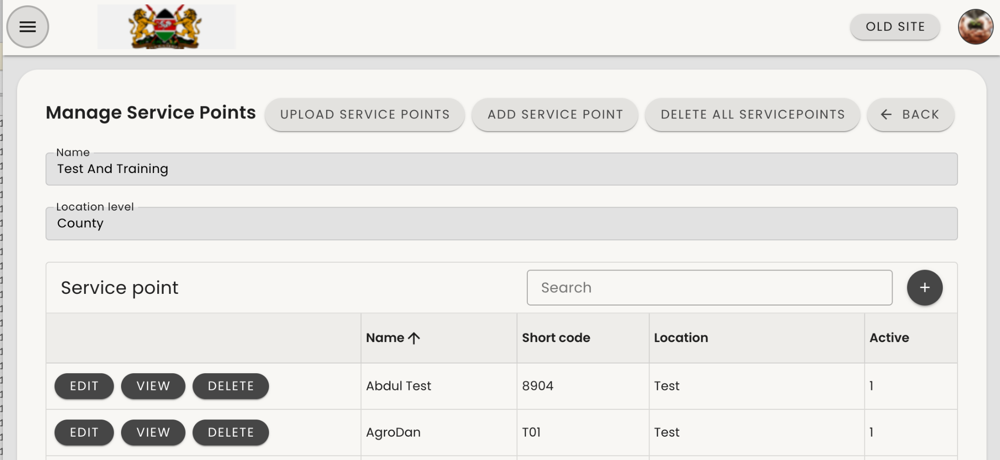 OLD SITE
Manage Service Points
UPLOAD SERVICE POINTS
ADD SERVICE POINT
DELETE ALL SERVICEPOINTS
BACK
Name
Test And Training
Location level
County
Service point
Search
Name Short code Location Active
EDIT VIEW DELETE Abdul Test 8904 Test 1
EDIT VIEW DELETE AgroDan T01 Test 1